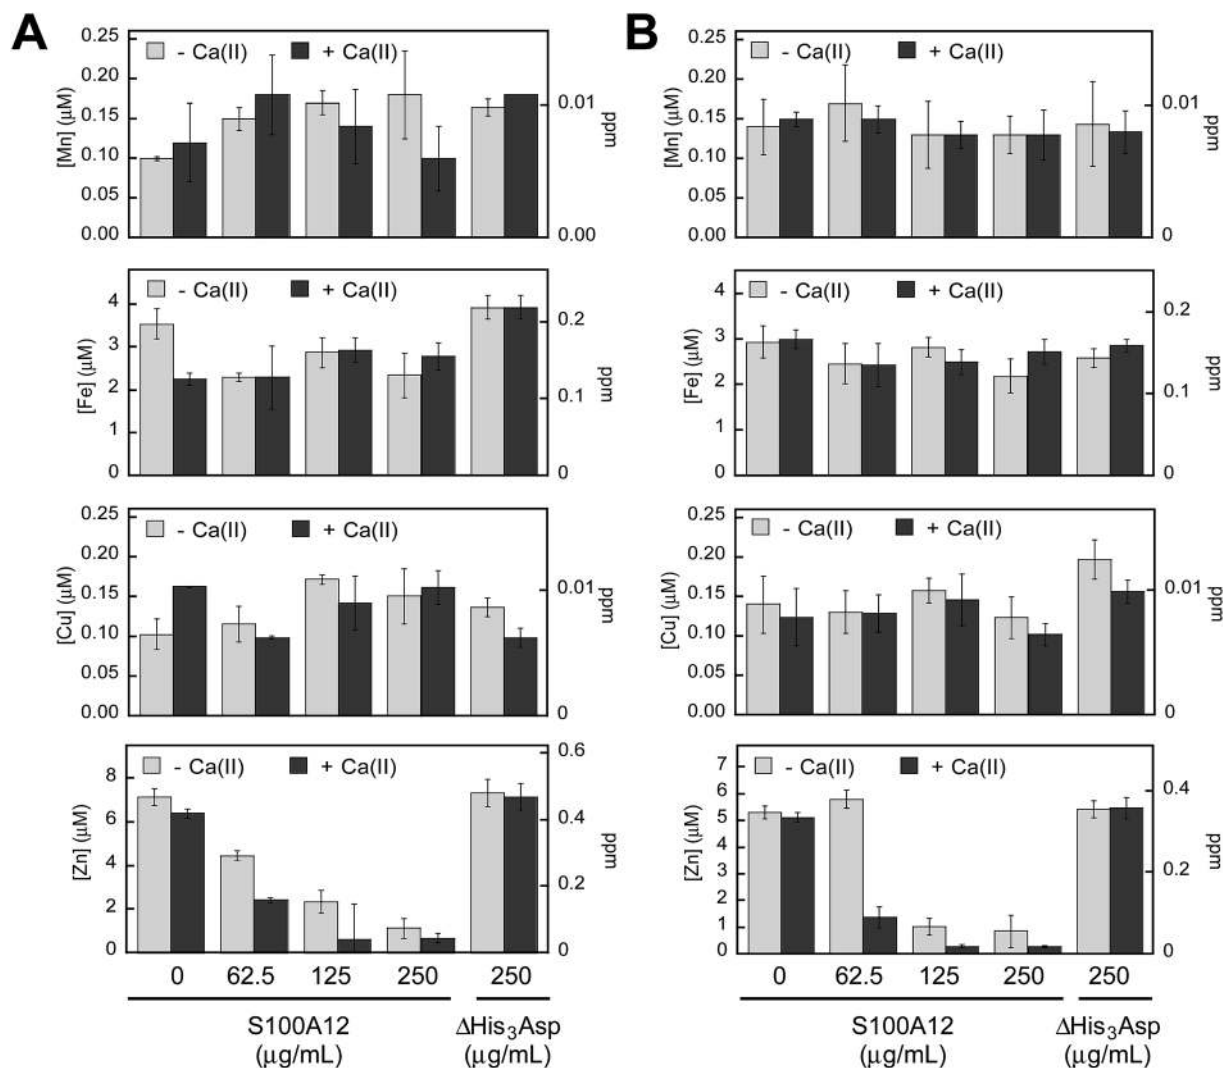 A
- Ca(II) + Ca(II)
[Mn] (µM)
0.25
0.20
0.15
0.10
0.05
0.00
0.01
0.00
ppm
- Ca(II) + Ca(II)
[Fe] (µM)
4
3
2
1
0
0.2
0.1
0
ppm
- Ca(II) + Ca(II)
[Cu] (µM)
0.25
0.20
0.15
0.10
0.05
0.00
0.01
0
ppm
- Ca(II) + Ca(II)
[Zn] (µM)
8
6
4
2
0
0.6
0.4
0.2
0
ppm
0 62.5 125 250 250
S100A12 ΔHis₃Asp
(µg/mL) (µg/mL)
B
- Ca(II) + Ca(II)
[Mn] (µM)
0.25
0.20
0.15
0.10
0.05
0.00
0.01
0
ppm
- Ca(II) + Ca(II)
[Fe] (µM)
4
3
2
1
0
0.2
0.1
0
ppm
- Ca(II) + Ca(II)
[Cu] (µM)
0.25
0.20
0.15
0.10
0.05
0.00
0.01
0
ppm
- Ca(II) + Ca(II)
[Zn] (µM)
7
6
5
4
3
2
1
0
0.4
0.2
0
ppm
0 62.5 125 250 250
S100A12 ΔHis₃Asp
(µg/mL) (µg/mL)